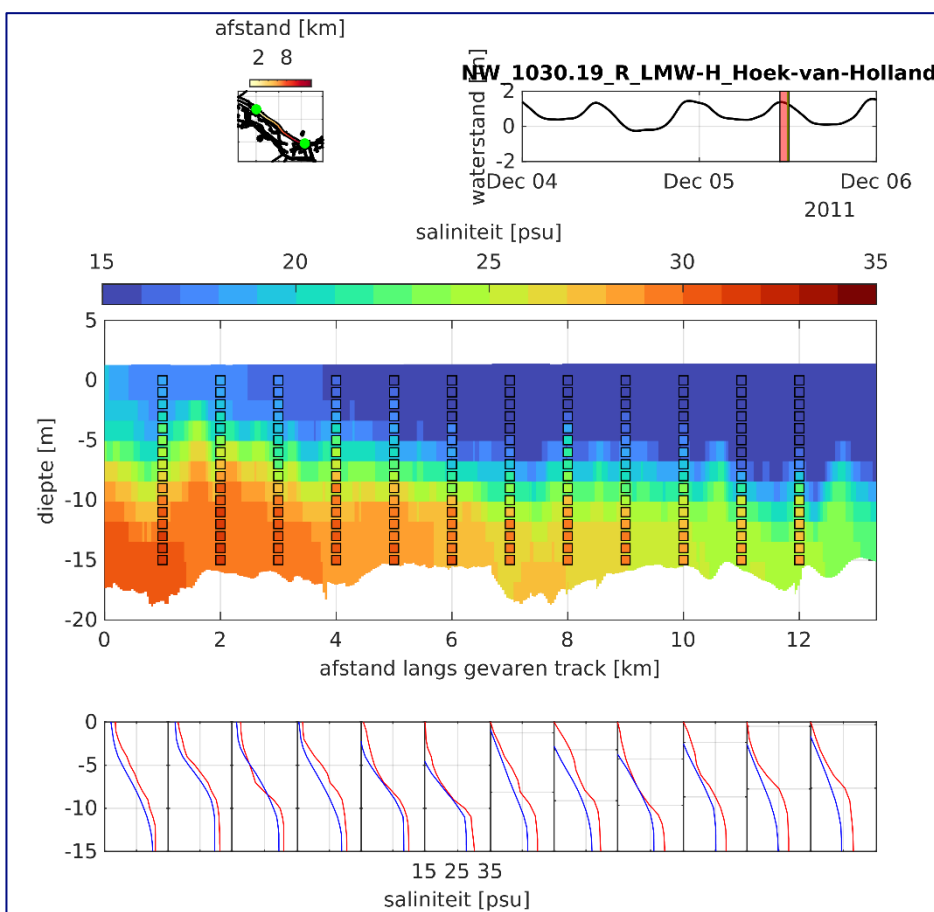 afstand [km]
2 8
NW_1030.19_R_LMW-H_Hoek-van-Holland
waterstand [m]
2
0
-2
Dec 04 Dec 05 Dec 06
2011
saliniteit [psu]
15 20 25 30 35
diepte [m]
5
0
-5
-10
-15
-20
0 2 4 6 8 10 12
afstand langs gevaren track [km]
0
-5
-10
-15
15 25 35
saliniteit [psu]